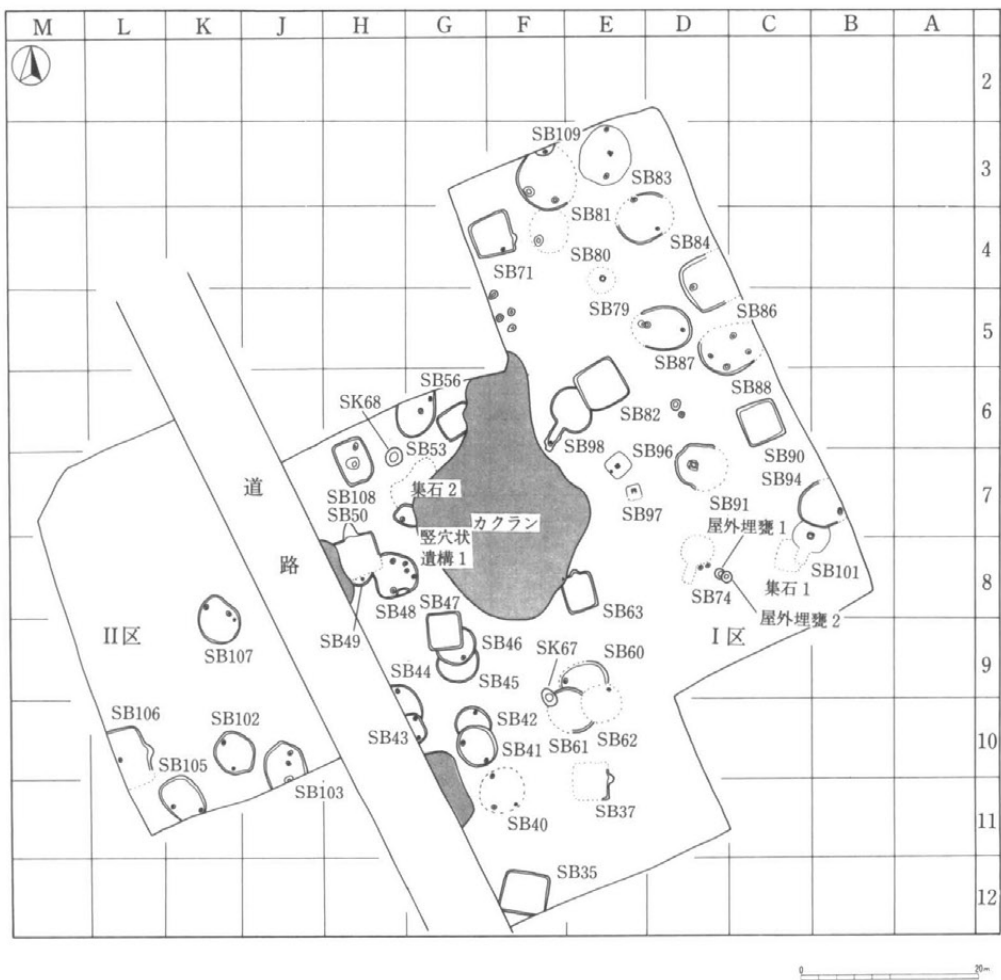 M L K J H G F E D C B A
2
SB109
3
SB83
SB81
SB84
4
SB80
SB71
SB79
SB86
5
SB87
SB56
SB88
SK68
6
SB82
SB53
SB98
SB96
SB90
SB94
7
道
集石2
SB91
SB108
SB97
SB50
カクラン
屋外埋甕1
竪穴状
遺構1
路
SB101
8
SB74
集石1
SB63
SB48
SB47
屋外埋甕2
SB49
II区
I区
SB46
SB107
SK67
SB60
9
SB44
SB45
SB106
SB102
SB42
SB43
SB61
SB62
10
SB41
SB105
SB103
SB37
SB40
11
SB35
12
0 20m